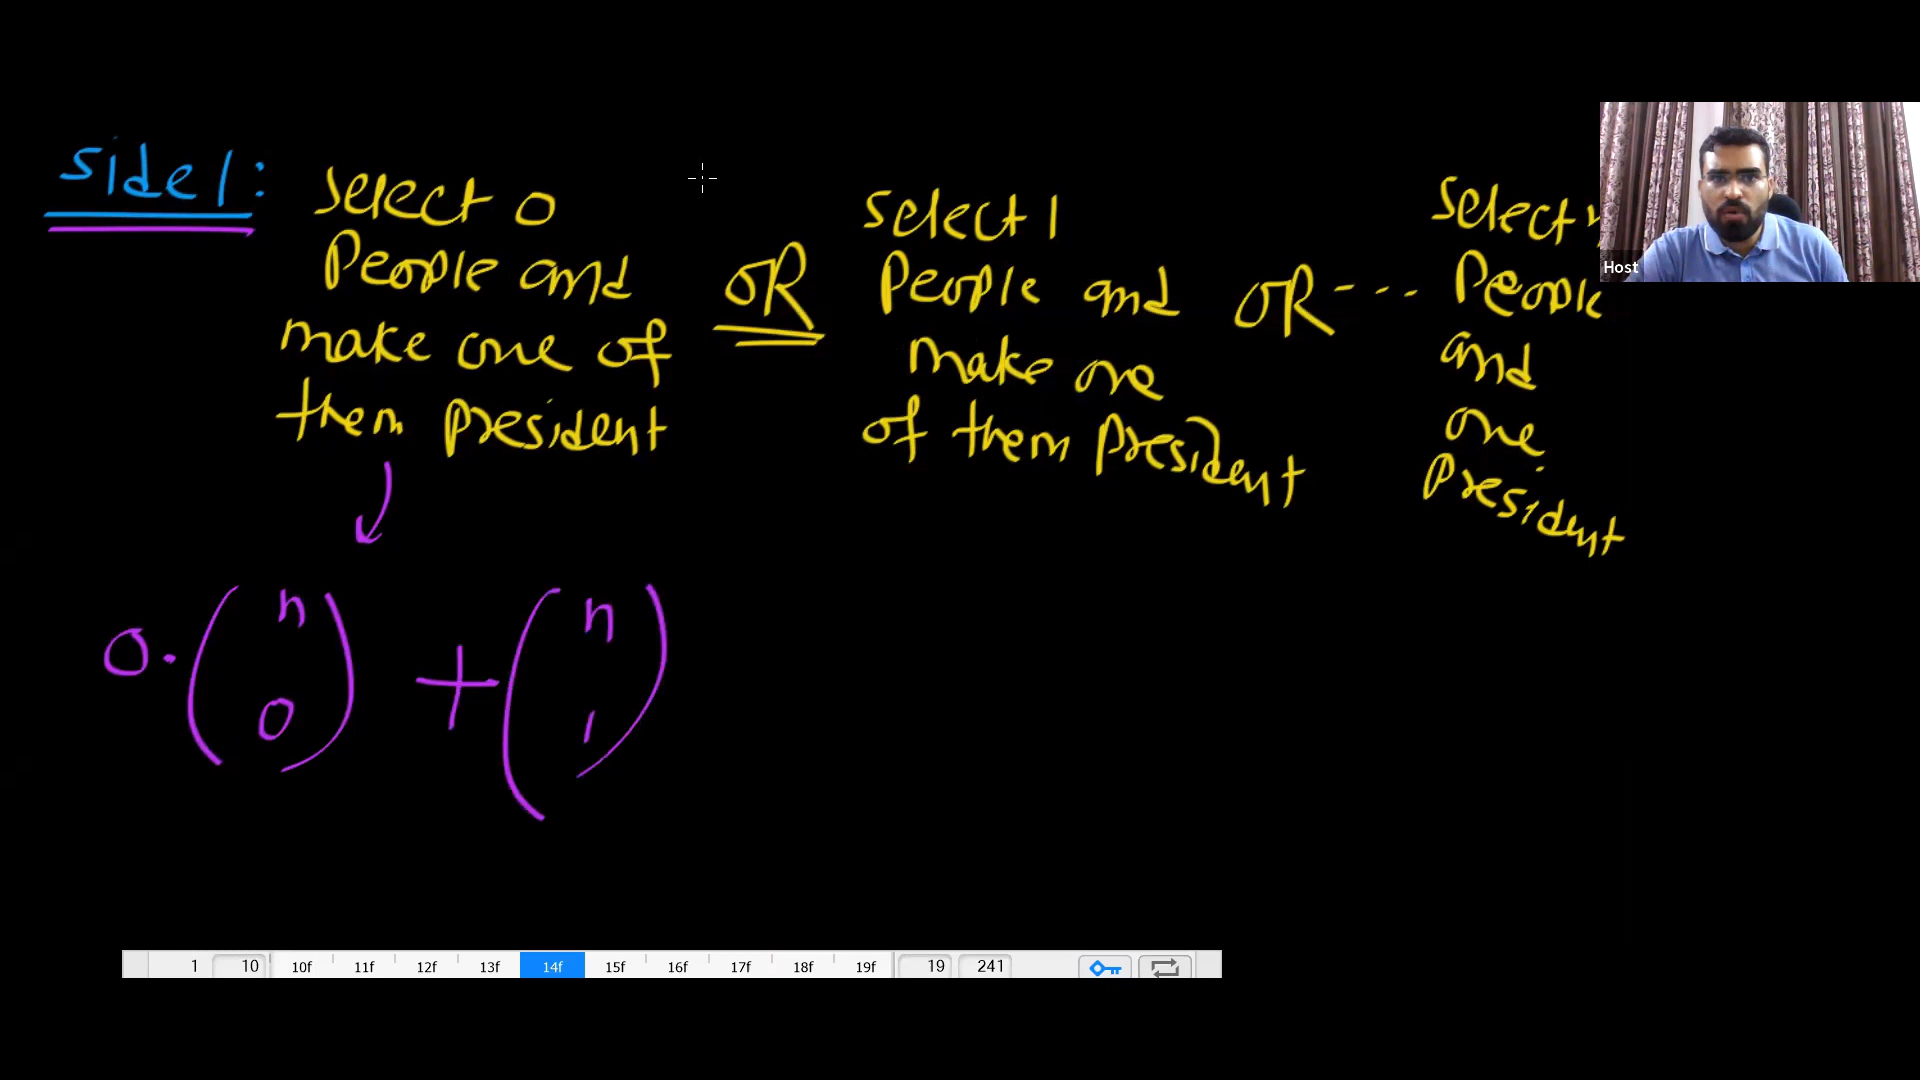 side 1:
select 0
People and
make one of
them president
OR
select 1
People and
make one
of them president
OR ---
select
People
and
one
President
0. (n 0) + (n 1)
Host
1 10 10f 11f 12f 13f 14f 15f 16f 17f 18f 19f 19 241